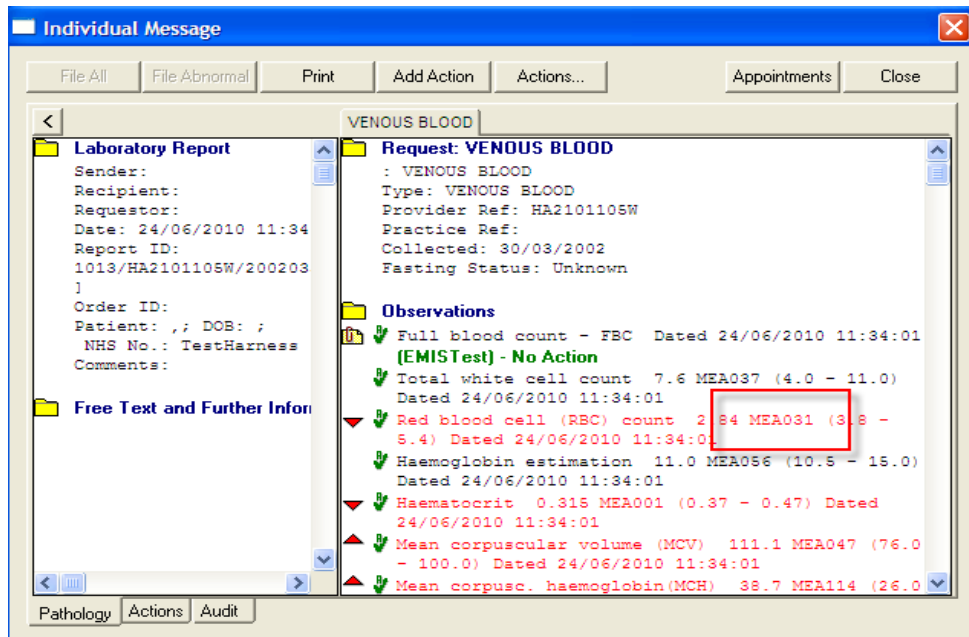 Individual Message
File All File Abnormal Print Add Action Actions... Appointments Close
<
VENOUS BLOOD
Laboratory Report
Sender:
Recipient:
Requestor:
Date: 24/06/2010 11:34
Report ID:
1013/HA2101105W/200203
]
Order ID:
Patient: ,; DOB: ;
NHS No.: TestHarness
Comments:
Free Text and Further Infor
Request: VENOUS BLOOD
: VENOUS BLOOD
Type: VENOUS BLOOD
Provider Ref: HA2101105W
Practice Ref:
Collected: 30/03/2002
Fasting Status: Unknown
Observations
Full blood count - FBC Dated 24/06/2010 11:34:01
(EMISTest) - No Action
Total white cell count 7.6 MEA037 (4.0 - 11.0)
Dated 24/06/2010 11:34:01
Red blood cell (RBC) count 2.84 MEA031 (3.8 -
5.4) Dated 24/06/2010 11:34:01
Haemoglobin estimation 11.0 MEA056 (10.5 - 15.0)
Dated 24/06/2010 11:34:01
Haematocrit 0.315 MEA001 (0.37 - 0.47) Dated
24/06/2010 11:34:01
Mean corpuscular volume (MCV) 111.1 MEA047 (76.0
- 100.0) Dated 24/06/2010 11:34:01
Mean corpusc. haemoglobin(MCH) 38.7 MEA114 (26.0
Pathology Actions Audit